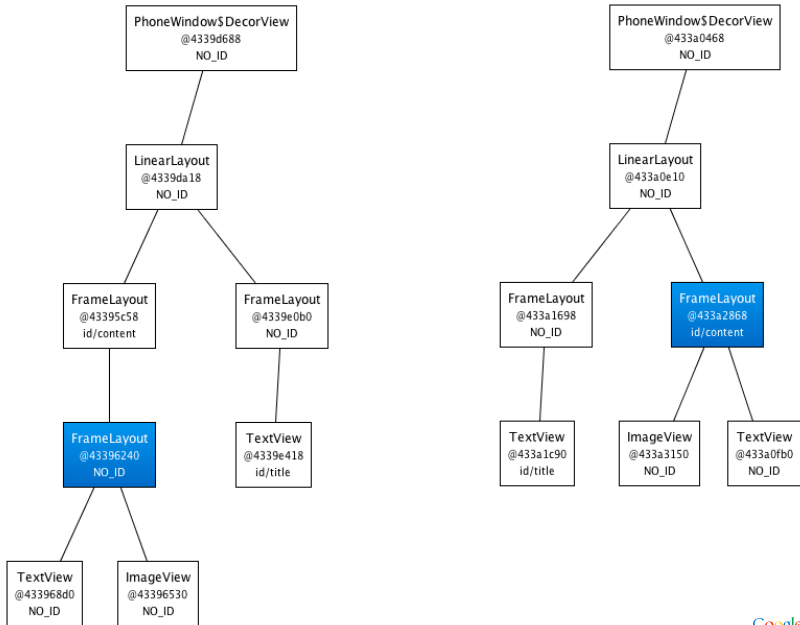 PhoneWindow$DecorView
@4339d688
NO_ID
LinearLayout
@4339da18
NO_ID
FrameLayout
@43395c58
id/content
FrameLayout
@4339e0b0
NO_ID
FrameLayout
@43396240
NO_ID
TextView
@4339e418
id/title
TextView
@433968d0
NO_ID
ImageView
@43396530
NO_ID
PhoneWindow$DecorView
@433a0468
NO_ID
LinearLayout
@433a0e10
NO_ID
FrameLayout
@433a1698
NO_ID
FrameLayout
@433a2868
id/content
TextView
@433a1c90
id/title
ImageView
@433a3150
NO_ID
TextView
@433a0fb0
NO_ID
Google